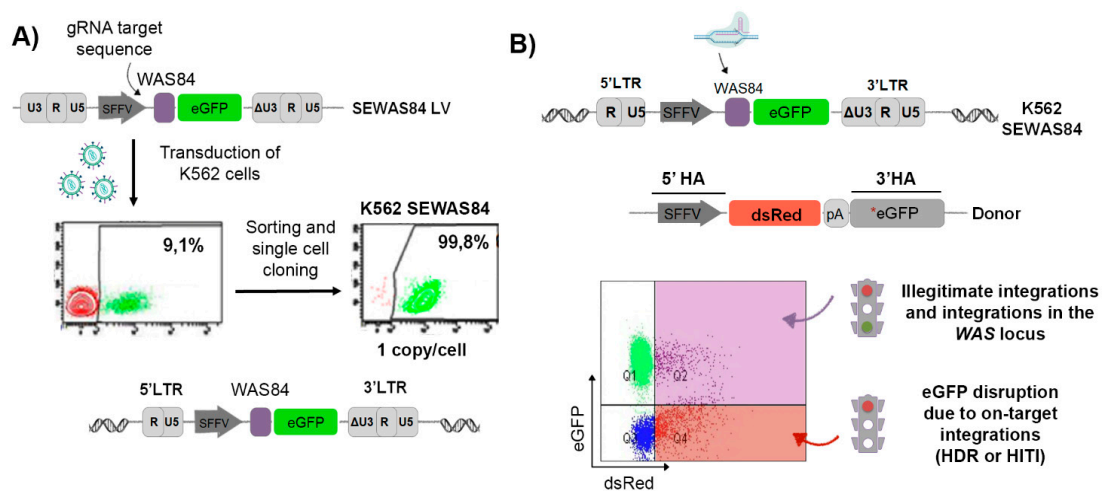 A)
gRNA target
sequence
WAS84
U3 R U5 SFFV eGFP ΔU3 R U5 SEWAS84 LV
Transduction of
K562 cells
9,1%
Sorting and
single cell
cloning
K562 SEWAS84
99,8%
1 copy/cell
5'LTR WAS84 3'LTR
R U5 SFFV eGFP ΔU3 R U5
B)
5'LTR WAS84 3'LTR
R U5 SFFV eGFP ΔU3 R U5
K562
SEWAS84
5' HA 3'HA
SFFV dsRed pA *eGFP Donor
Q1 Q2
Q4
eGFP
dsRed
Illegitimate integrations
and integrations in the
WAS locus
eGFP disruption
due to on-target
integrations
(HDR or HITI)